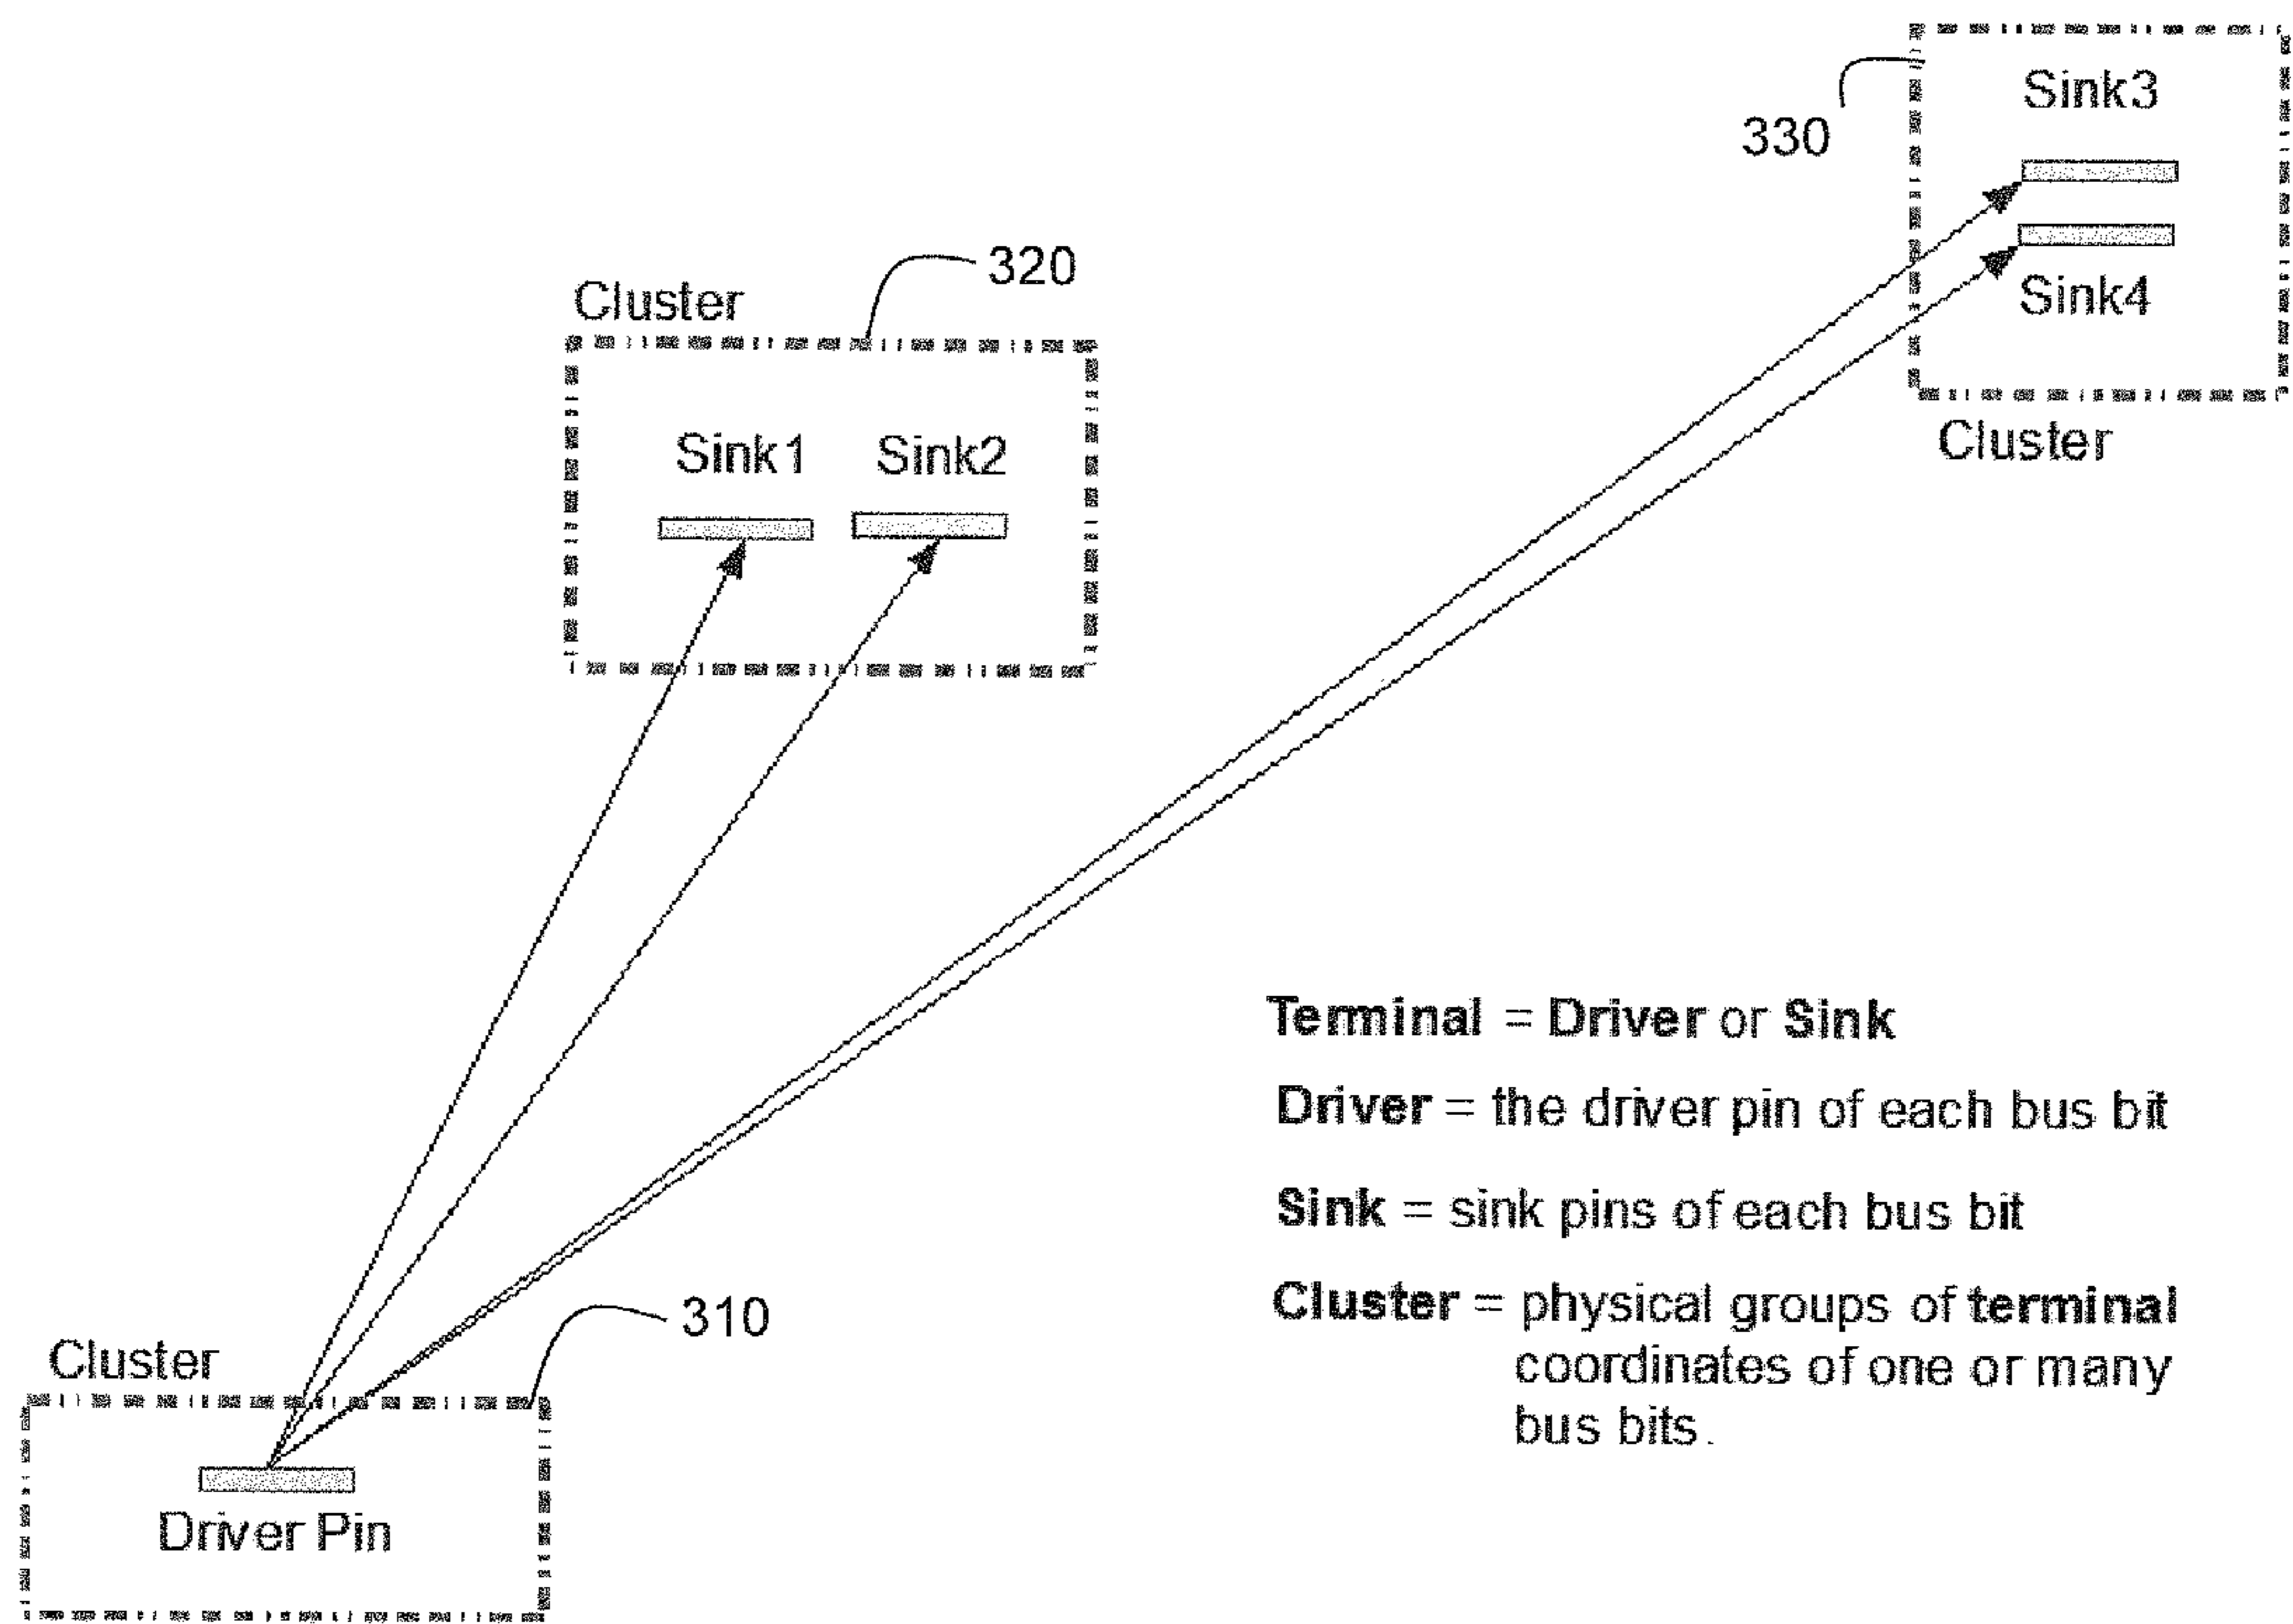 Sink3
330
320
Cluster
Sink4
Cluster
Sink1 Sink2
Terminal = Driver or Sink
Driver = the driver pin of each bus bit
Sink = sink pins of each bus bit
Cluster = physical groups of terminal
coordinates of one or many
bus bits.
310
Cluster
Driver Pin